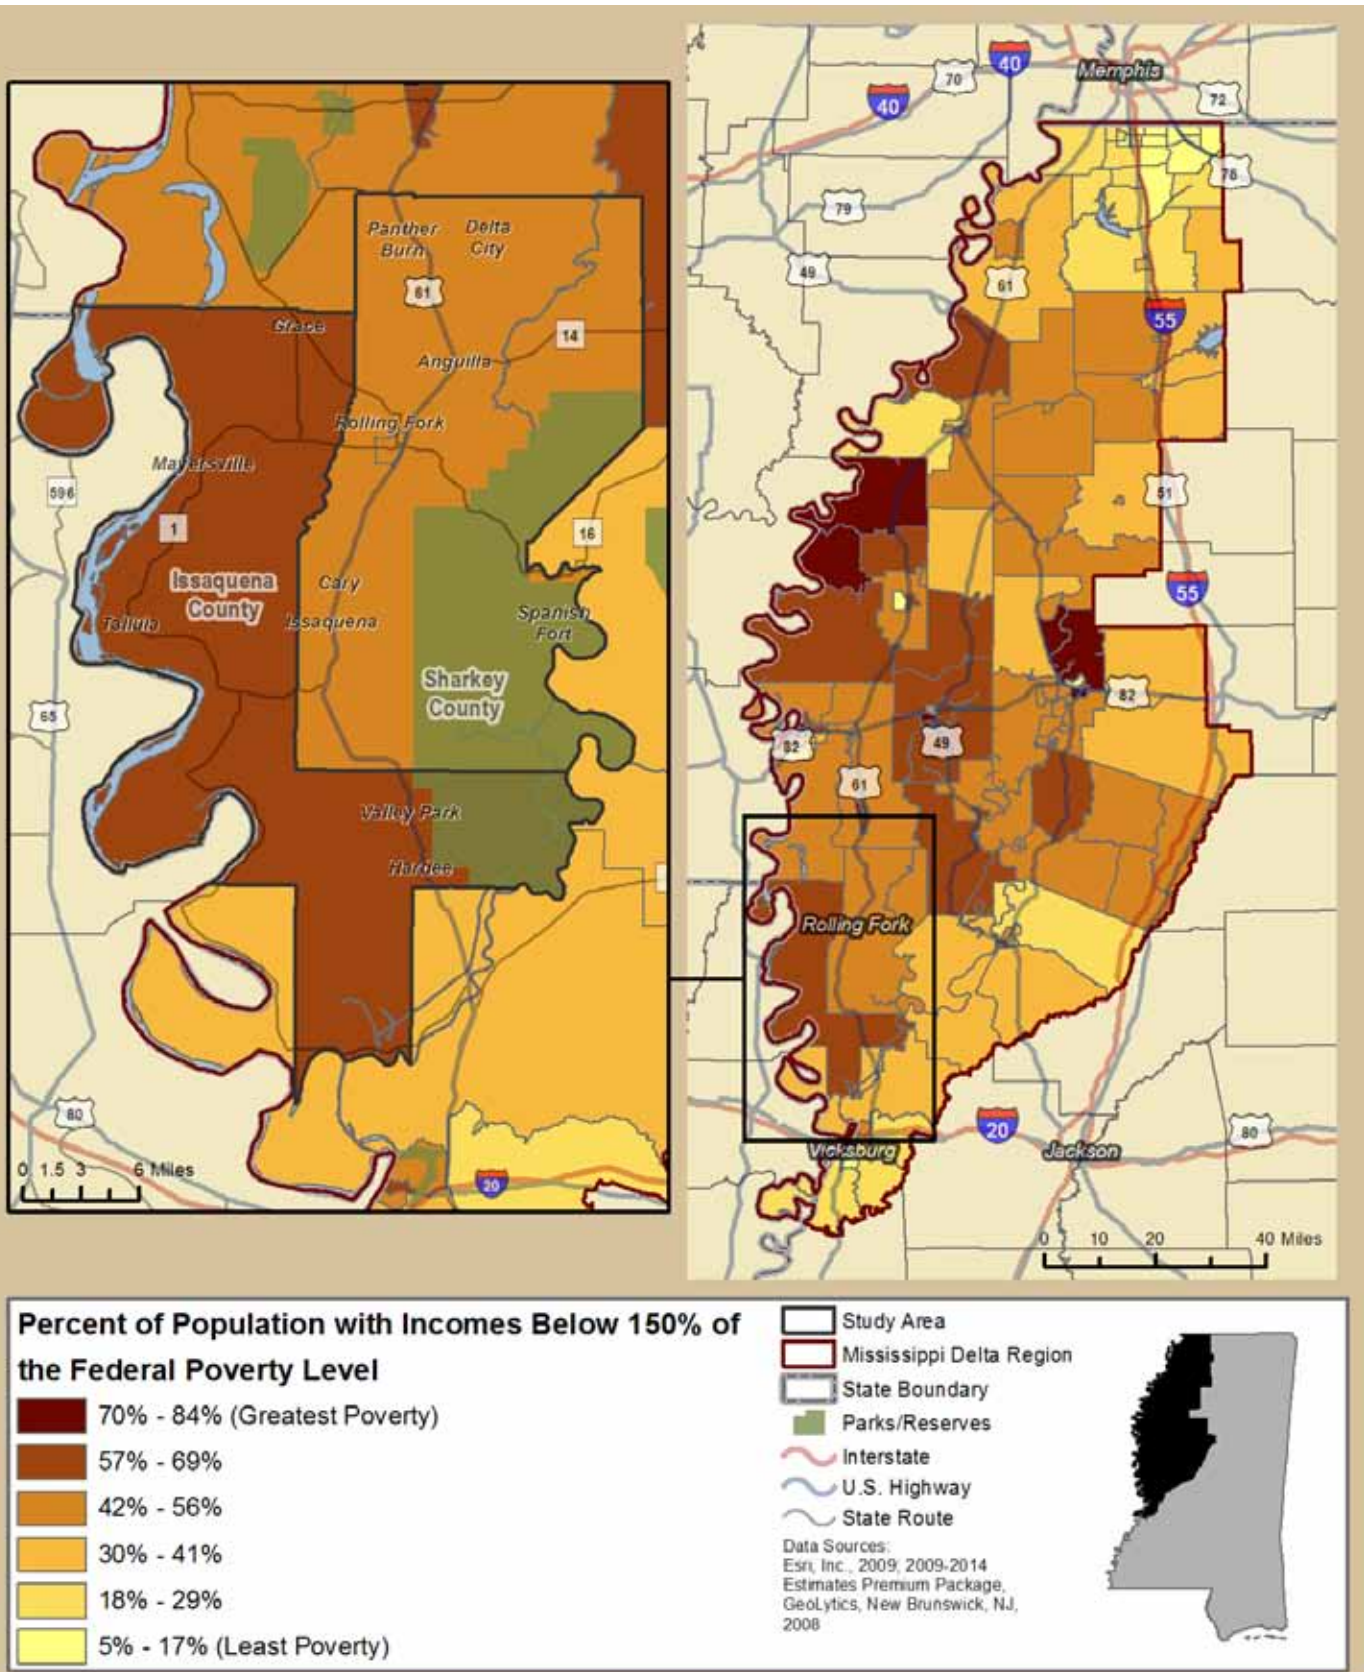 Panther
Burn
Delta
City
61
14
Grace
Anguilla
Rolling Fork
Mayersville
596
1
16
Issaquena
County
Cary
Issaquena
Tallula
Spanish
Fort
Sharkey
County
65
Valley Park
Hardee
80
0 1.5 3 6 Miles
20
40
70
Memphis
40
72
78
79
49
61
55
51
55
82
82
49
61
Rolling Fork
20
80
Vicksburg
Jackson
0 10 20 40 Miles
Percent of Population with Incomes Below 150% of
the Federal Poverty Level
70% - 84% (Greatest Poverty)
57% - 69%
42% - 56%
30% - 41%
18% - 29%
5% - 17% (Least Poverty)
Study Area
Mississippi Delta Region
State Boundary
Parks/Reserves
Interstate
U.S. Highway
State Route
Data Sources:
Esri, Inc., 2009, 2009-2014
Estimates Premium Package,
GeoLytics, New Brunswick, NJ,
2008